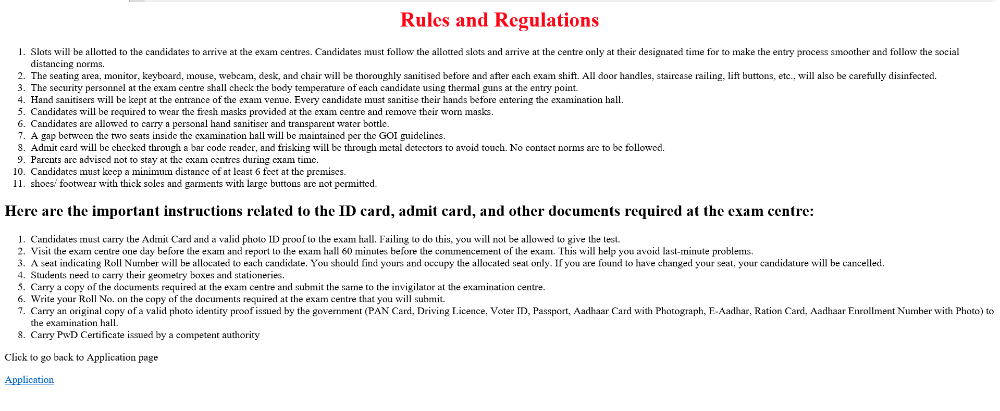 Rules and Regulations
1. Slots will be allotted to the candidates to arrive at the exam centres. Candidates must follow the allotted slots and arrive at the centre only at their designated time for to make the entry process smoother and follow the social
distancing norms.
2. The seating area, monitor, keyboard, mouse, webcam, desk, and chair will be thoroughly sanitised before and after each exam shift. All door handles, staircase railing, lift buttons, etc., will also be carefully disinfected.
3. The security personnel at the exam centre shall check the body temperature of each candidate using thermal guns at the entry point.
4. Hand sanitisers will be kept at the entrance of the exam venue. Every candidate must sanitise their hands before entering the examination hall.
5. Candidates will be required to wear the fresh masks provided at the exam centre and remove their worn masks.
6. Candidates are allowed to carry a personal hand sanitiser and transparent water bottle.
7. A gap between the two seats inside the examination hall will be maintained per the GOI guidelines.
8. Admit card will be checked through a bar code reader, and frisking will be through metal detectors to avoid touch. No contact norms are to be followed.
9. Parents are advised not to stay at the exam centres during exam time.
10. Candidates must keep a minimum distance of at least 6 feet at the premises.
11. shoes/ footwear with thick soles and garments with large buttons are not permitted.
Here are the important instructions related to the ID card, admit card, and other documents required at the exam centre:
1. Candidates must carry the Admit Card and a valid photo ID proof to the exam hall. Failing to do this, you will not be allowed to give the test.
2. Visit the exam centre one day before the exam and report to the exam hall 60 minutes before the commencement of the exam. This will help you avoid last-minute problems.
3. A seat indicating Roll Number will be allocated to each candidate. You should find yours and occupy the allocated seat only. If you are found to have changed your seat, your candidature will be cancelled.
4. Students need to carry their geometry boxes and stationeries.
5. Carry a copy of the documents required at the exam centre and submit the same to the invigilator at the examination centre.
6. Write your Roll No. on the copy of the documents required at the exam centre that you will submit.
7. Carry an original copy of a valid photo identity proof issued by the government (PAN Card, Driving Licence, Voter ID, Passport, Aadhaar Card with Photograph, E-Aadhar, Ration Card, Aadhaar Enrollment Number with Photo) to
the examination hall.
8. Carry PwD Certificate issued by a competent authority
Click to go back to Application page
Application